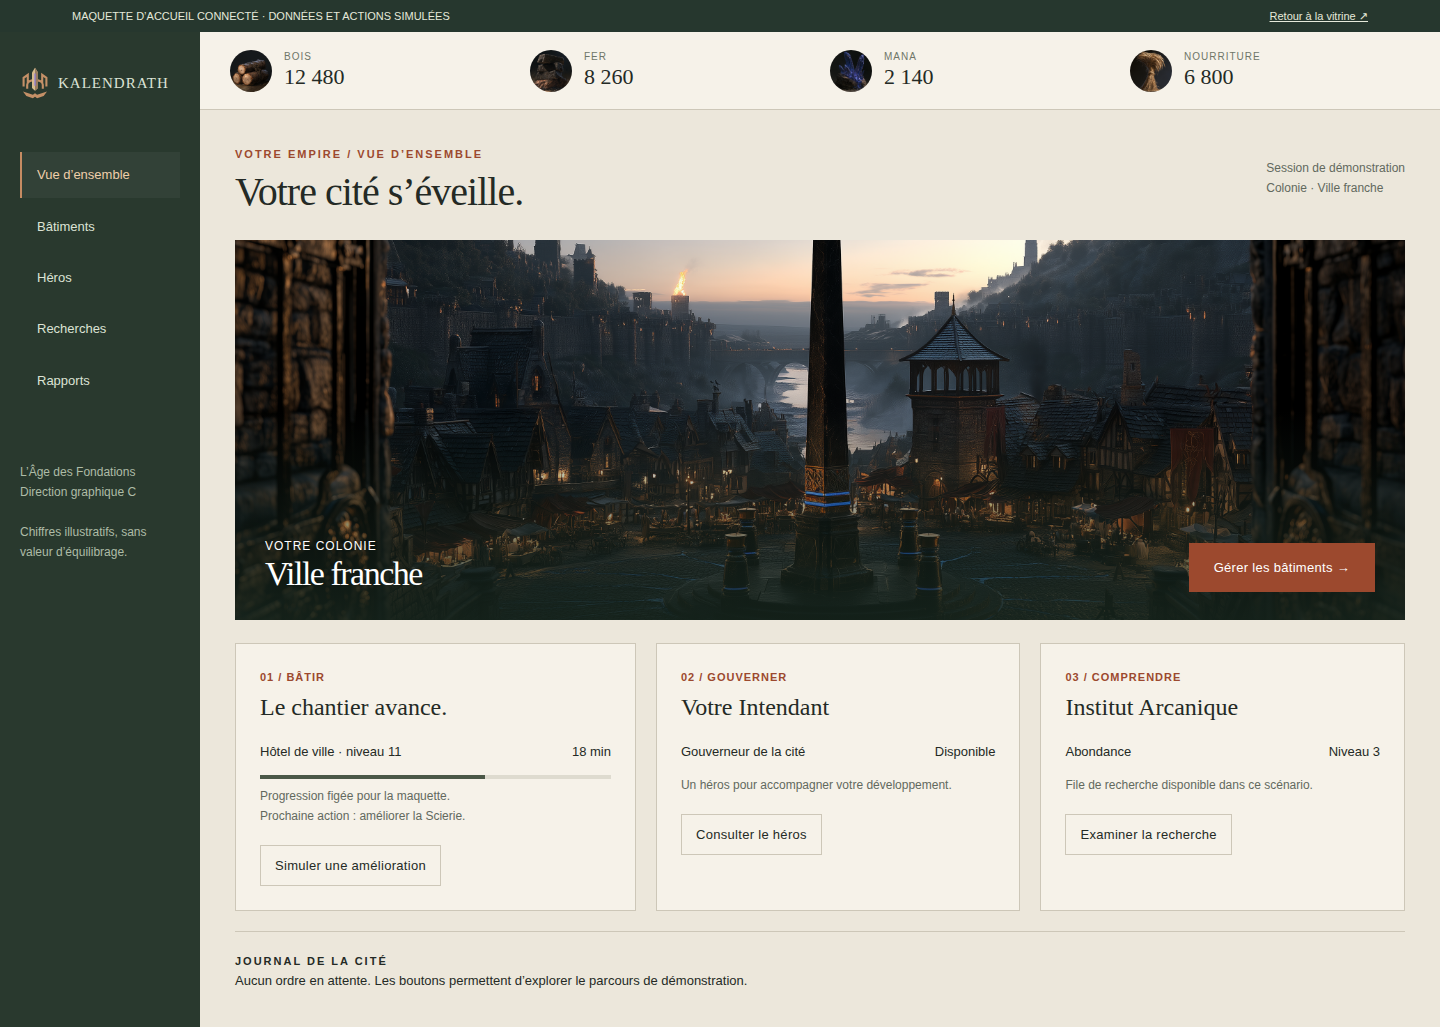 MAQUETTE D’ACCUEIL CONNECTÉ · DONNÉES ET ACTIONS SIMULÉES
Retour à la vitrine ↗
KALENDRATH
BOIS
12 480
FER
8 260
MANA
2 140
NOURRITURE
6 800
Vue d’ensemble
Bâtiments
Héros
Recherches
Rapports
L’Âge des Fondations
Direction graphique C
Chiffres illustratifs, sans
valeur d’équilibrage.
VOTRE EMPIRE / VUE D’ENSEMBLE
Votre cité s’éveille.
Session de démonstration
Colonie · Ville franche
VOTRE COLONIE
Ville franche
Gérer les bâtiments →
01 / BÂTIR
Le chantier avance.
Hôtel de ville · niveau 11
18 min
Progression figée pour la maquette.
Prochaine action : améliorer la Scierie.
Simuler une amélioration
02 / GOUVERNER
Votre Intendant
Gouverneur de la cité
Disponible
Un héros pour accompagner votre développement.
Consulter le héros
03 / COMPRENDRE
Institut Arcanique
Abondance
Niveau 3
File de recherche disponible dans ce scénario.
Examiner la recherche
JOURNAL DE LA CITÉ
Aucun ordre en attente. Les boutons permettent d’explorer le parcours de démonstration.